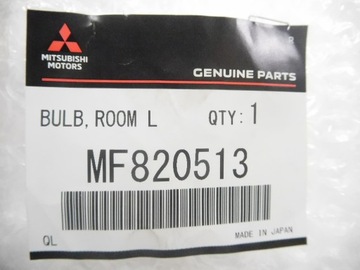 MITSUBISHI
MOTORS
GENUINE PARTS
BULB, ROOM L QTY: 1
MF820513
QL MADE IN JAPAN